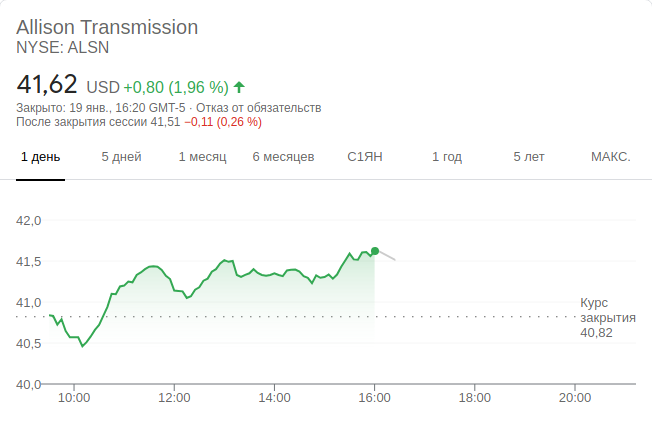 Allison Transmission
NYSE: ALSN
41,62 USD +0,80 (1,96 %)
Закрыто: 19 янв., 16:20 GMT-5 · Отказ от обязательств
После закрытия сессии 41,51 −0,11 (0,26 %)
1 день 5 дней 1 месяц 6 месяцев С1ЯН 1 год 5 лет МАКС.
42,0
41,5
41,0
Курс
закрытия
40,82
40,5
40,0
10:00 12:00 14:00 16:00 18:00 20:00